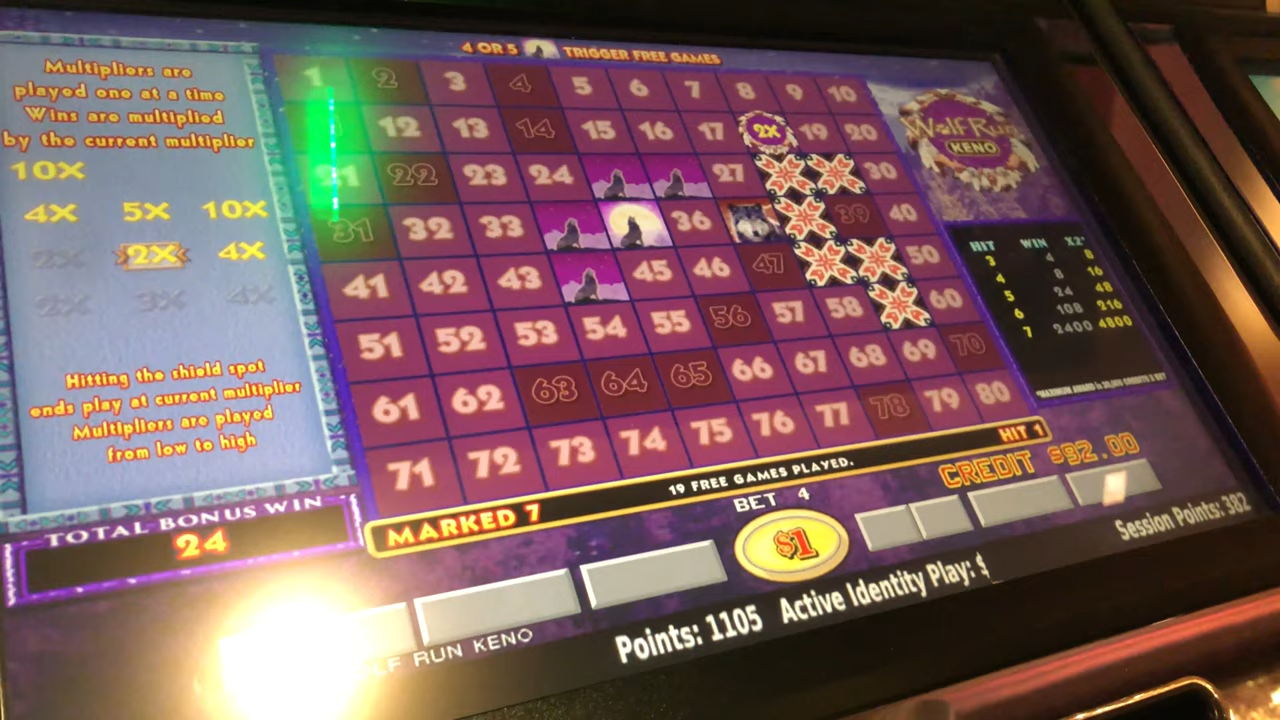 4 OR 5 TRIGGER FREE GAMES
Multipliers are
played one at a time
Wins are multiplied
by the current multiplier
10X
4X 5X 10X
2X 2X 4X
2X 3X 4X
Hitting the shield spot
ends play at current multiplier
Multipliers are played
from low to high
TOTAL BONUS WIN
24
1 2 3 4 5 6 7 8 9 10
12 13 14 15 16 17 2X 19 20
21 22 23 24 27 30
31 32 33 36 39 40
41 42 43 45 46 47 50
51 52 53 54 55 56 57 58 60
61 62 63 64 65 66 67 68 69 70
71 72 73 74 75 76 77 78 79 80
Wolf Run
KENO
HIT WIN X2*
3 4 8
4 8 16
5 24 48
6 108 216
7 2400 4800
MARKED 7 19 FREE GAMES PLAYED. HIT 1
BET 4 CREDIT $92.00
$1
LF RUN KENO
Points: 1105 Active Identity Play: $ Session Points: 382